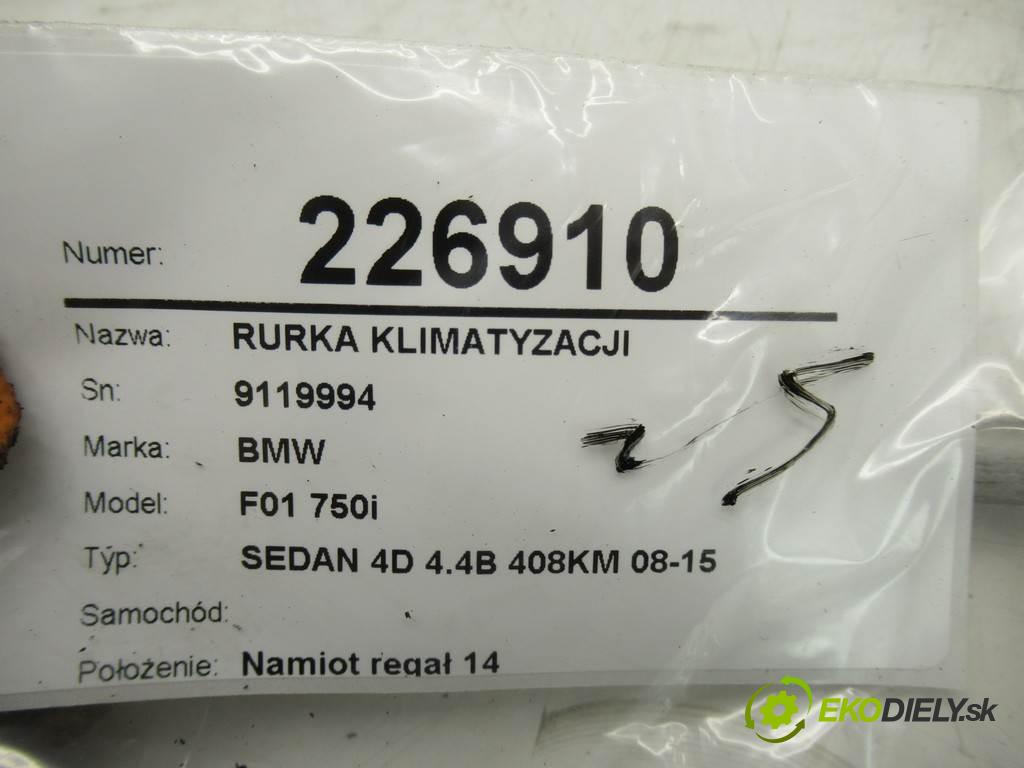 Numer: 226910
Nazwa: RURKA KLIMATYZACJI
Sn: 9119994
Marka: BMW
Model: F01 750i
Typ: SEDAN 4D 4.4B 408KM 08-15
Samochód:
Położenie: Namiot regał 14
EKODIELY.sk